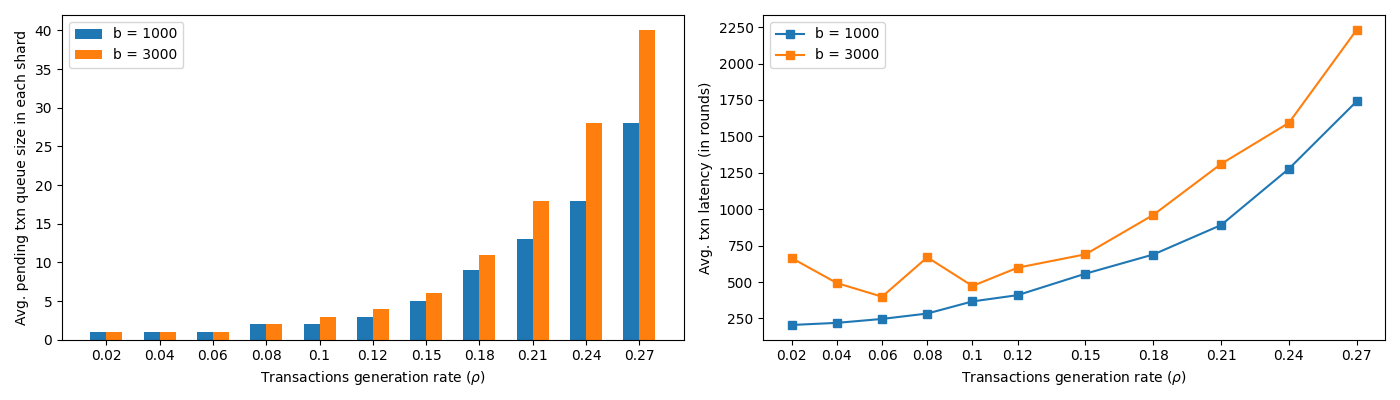 Avg. pending txn queue size in each shard
40
35
30
25
20
15
10
5
0
b = 1000
b = 3000
0.02 0.04 0.06 0.08 0.1 0.12 0.15 0.18 0.21 0.24 0.27
Transactions generation rate (ρ)
Avg. txn latency (in rounds)
2250
2000
1750
1500
1250
1000
750
500
250
b = 1000
b = 3000
0.02 0.04 0.06 0.08 0.1 0.12 0.15 0.18 0.21 0.24 0.27
Transactions generation rate (ρ)